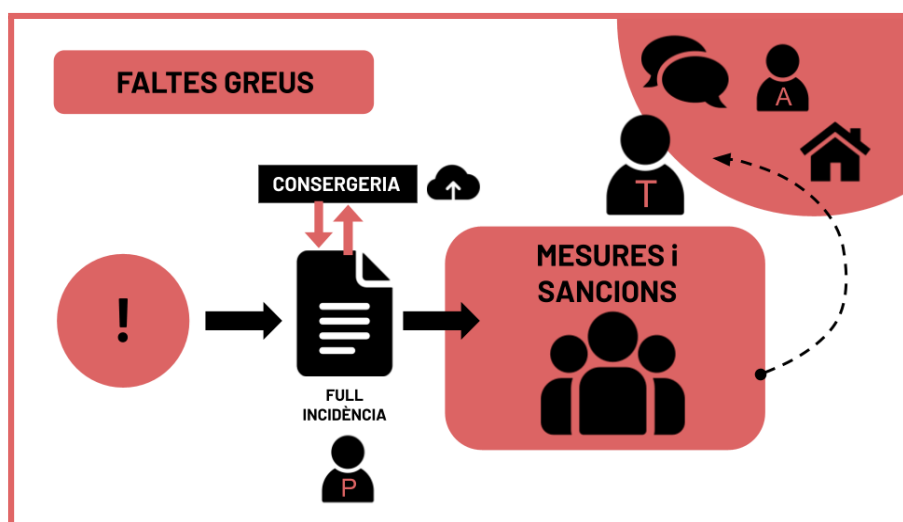 FALTES GREUS
A
CONSERGERIA
T
MESURES i
SANCIONS
!
FULL
INCIDÈNCIA
P